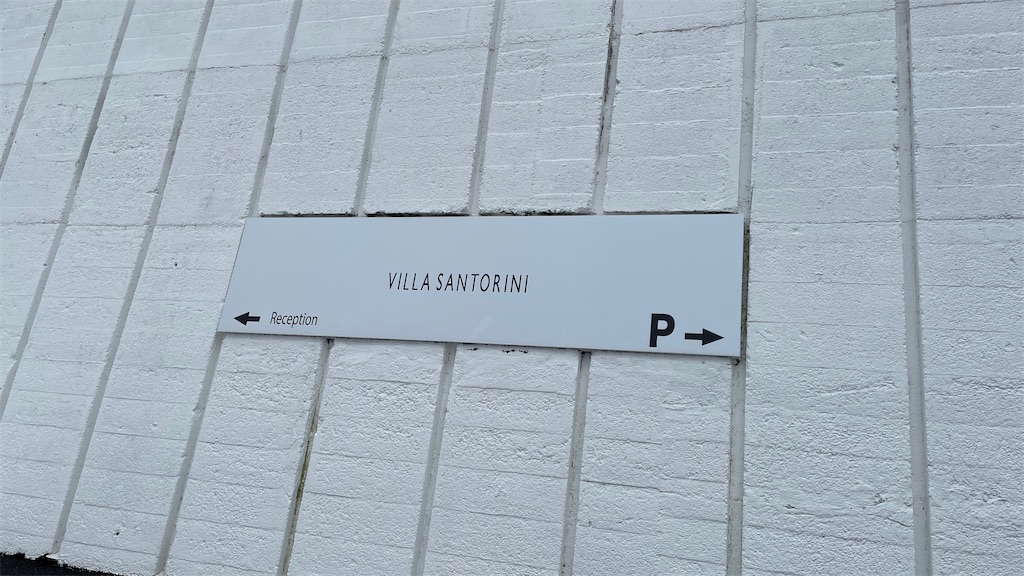 VILLA SANTORINI
← Reception
P →